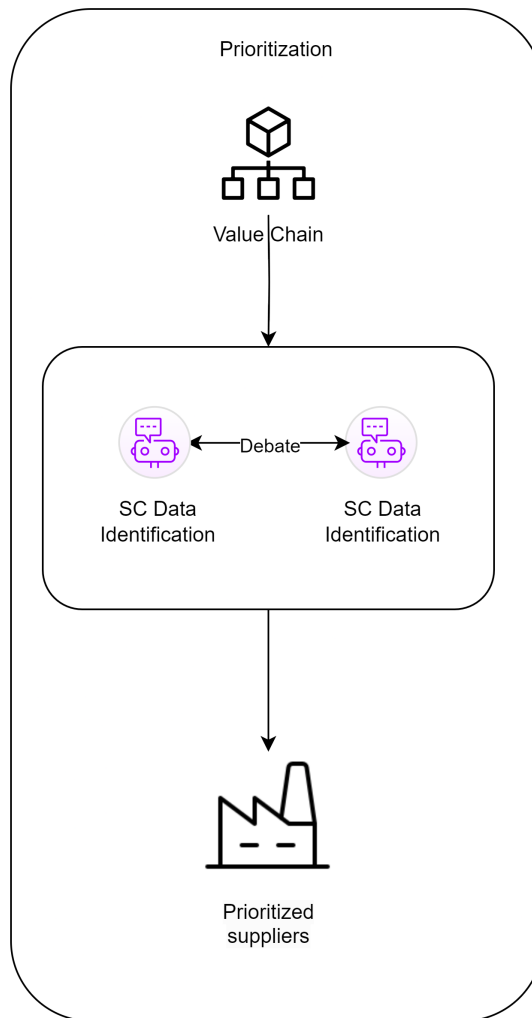 Prioritization
Value Chain
Debate
SC Data
Identification
SC Data
Identification
Prioritized
suppliers